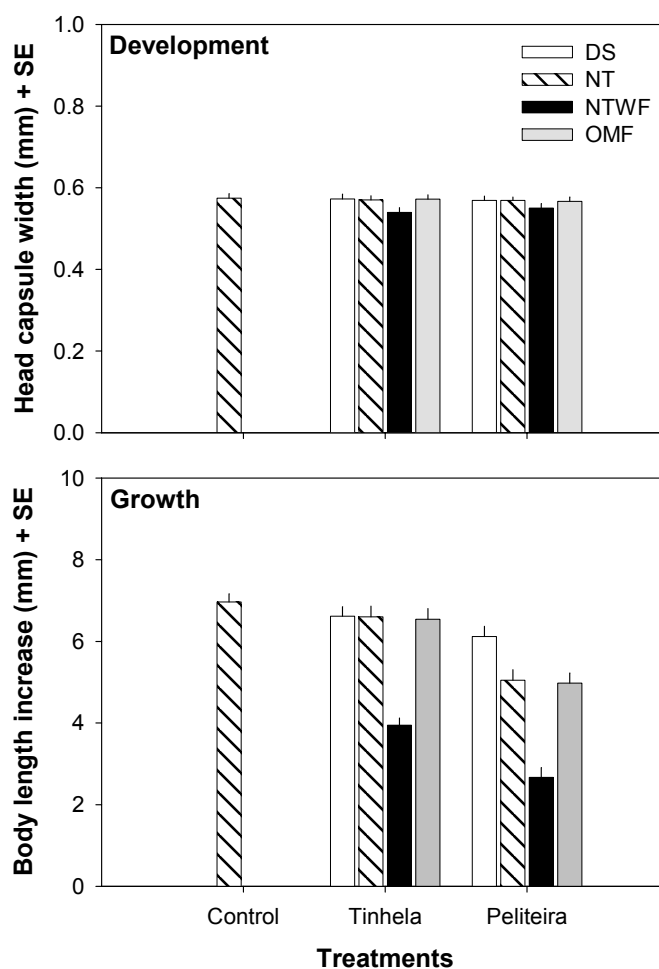 Development
Head capsule width (mm) + SE
1.0
0.8
0.6
0.4
0.2
0.0
DS
NT
NTWF
OMF
Growth
Body length increase (mm) + SE
10
8
6
4
2
0
Control Tinhela Peliteira
Treatments